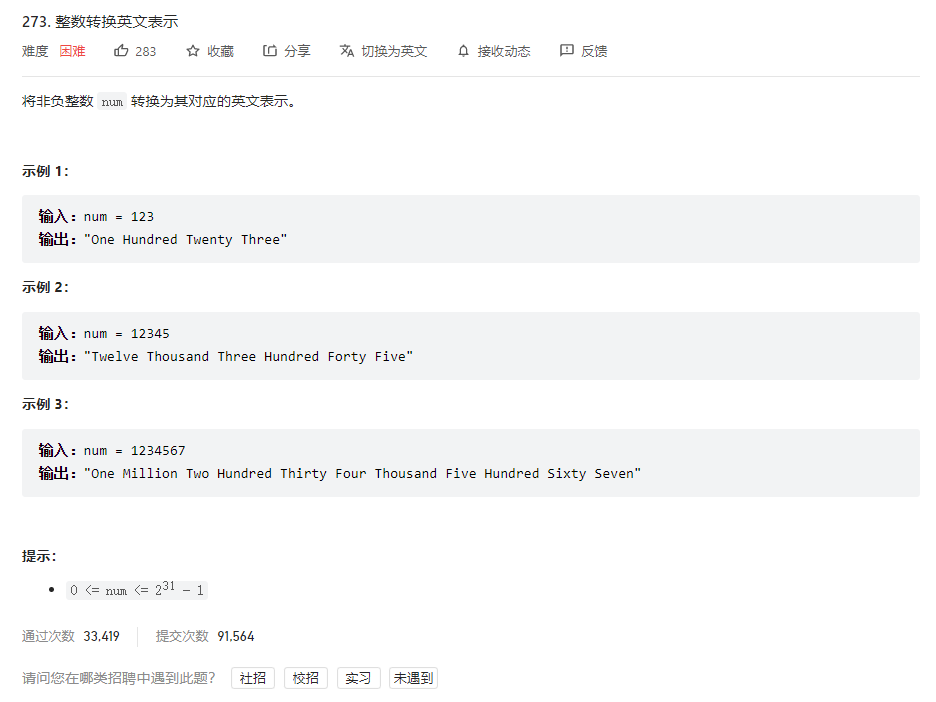 273. 整数转换英文表示
难度 困难 283 收藏 分享 切换为英文 接收动态 反馈
将非负整数 num 转换为其对应的英文表示。
示例 1：
输入：num = 123
输出："One Hundred Twenty Three"
示例 2：
输入：num = 12345
输出："Twelve Thousand Three Hundred Forty Five"
示例 3：
输入：num = 1234567
输出："One Million Two Hundred Thirty Four Thousand Five Hundred Sixty Seven"
提示：
• 0 <= num <= 2³¹ - 1
通过次数 33,419 提交次数 91,564
请问您在哪类招聘中遇到此题？ 社招 校招 实习 未遇到